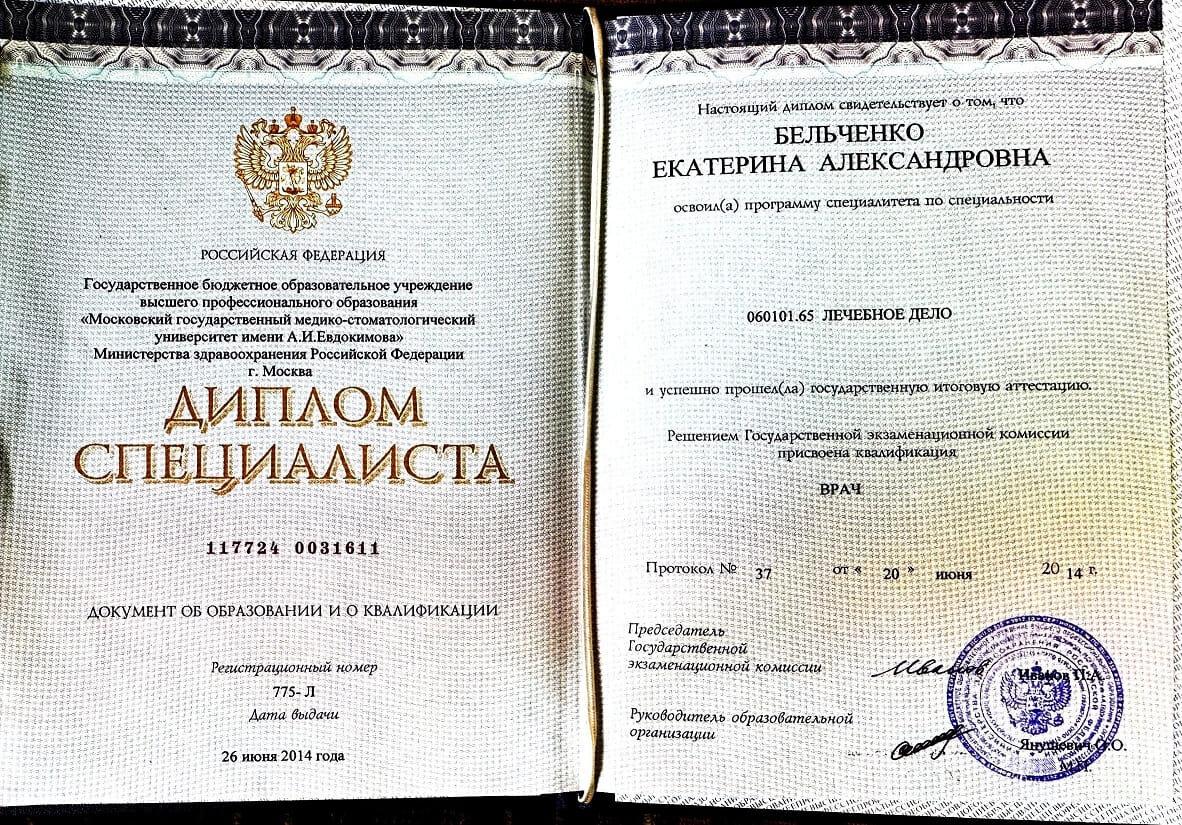 РОССИЙСКАЯ ФЕДЕРАЦИЯ
Государственное бюджетное образовательное учреждение
высшего профессионального образования
«Московский государственный медико-стоматологический
университет имени А.И.Евдокимова»
Министерства здравоохранения Российской Федерации
г. Москва
ДИПЛОМ
СПЕЦИАЛИСТА
117724 0031611
ДОКУМЕНТ ОБ ОБРАЗОВАНИИ И О КВАЛИФИКАЦИИ
Регистрационный номер
775- Л
Дата выдачи
26 июня 2014 года
Настоящий диплом свидетельствует о том, что
БЕЛЬЧЕНКО
ЕКАТЕРИНА АЛЕКСАНДРОВНА
освоил(а) программу специалитета по специальности
060101.65 ЛЕЧЕБНОЕ ДЕЛО
и успешно прошел(ла) государственную итоговую аттестацию.
Решением Государственной экзаменационной комиссии
присвоена квалификация
ВРАЧ
Протокол № 37 от « 20 » июня 20 14 г.
Председатель
Государственной
экзаменационной комиссии
Иванов Иванов П.А.
Руководитель образовательной
организации
Янушевич О.О.
М.П.